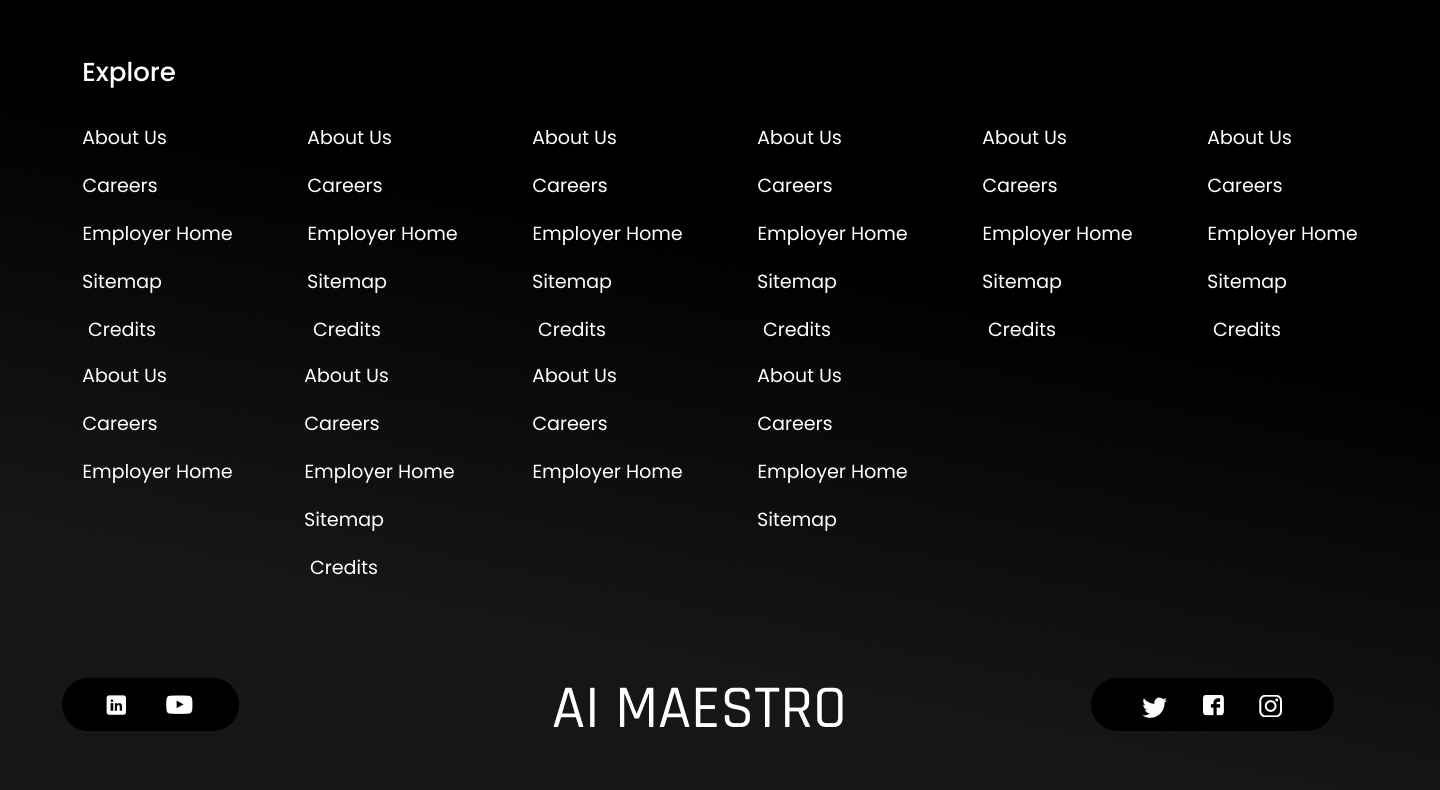 Explore
About Us About Us About Us About Us About Us About Us
Careers Careers Careers Careers Careers Careers
Employer Home Employer Home Employer Home Employer Home Employer Home Employer Home
Sitemap Sitemap Sitemap Sitemap Sitemap Sitemap
Credits Credits Credits Credits Credits Credits
About Us About Us About Us About Us
Careers Careers Careers Careers
Employer Home Employer Home Employer Home Employer Home
Sitemap Sitemap
Credits
AI MAESTRO